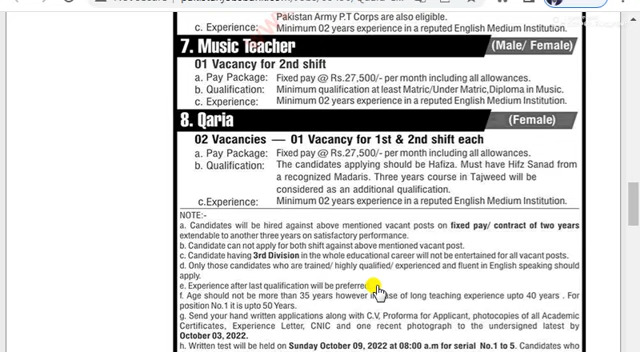 Pakistan Army P.T Corps are also eligible.
c. Experience: Minimum 02 years experience in a reputed English Medium Institution.
7. Music Teacher (Male/ Female)
01 Vacancy for 2nd shift
a. Pay Package: Fixed pay @ Rs.27,500/- per month including all allowances.
b. Qualification: Minimum qualification at least Matric/Under Matric,Diploma in Music.
c. Experience: Minimum 02 years experience in a reputed English Medium Institution.
8. Qaria (Female)
02 Vacancies — 01 Vacancy for 1st & 2nd shift each
a. Pay Package: Fixed pay @ Rs.27,500/- per month including all allowances.
b. Qualification: The candidates applying should be Hafiza. Must have Hifz Sanad from
a recognized Madaris. Three years course in Tajweed will be
considered as an additional qualification.
c.Experience: Minimum 02 years experience in a reputed English Medium Institution.
NOTE:-
a. Candidates will be hired against above mentioned vacant posts on fixed pay/ contract of two years
extendable to another three years on satisfactory performance.
b. Candidate can not apply for both shift against above mentioned vacant post.
c. Candidate having 3rd Division in the whole educational career will not be entertained for all vacant posts.
d. Only those candidates who are trained/ highly qualified/ experienced and fluent in English speaking should
apply.
e. Experience after last qualification will be preferred
f. Age should not be more than 35 years however in case of long teaching experience upto 40 years . For
position No.1 it is upto 50 Years.
g. Send your hand written applications along with C.V, Proforma for Applicant, photocopies of all Academic
Certificates, Experience Letter, CNIC and one recent photograph to the undersigned latest by
October 03, 2022.
h. Written test will be held on Sunday October 09, 2022 at 08:00 a.m for serial No.1 to 5. Candidates who